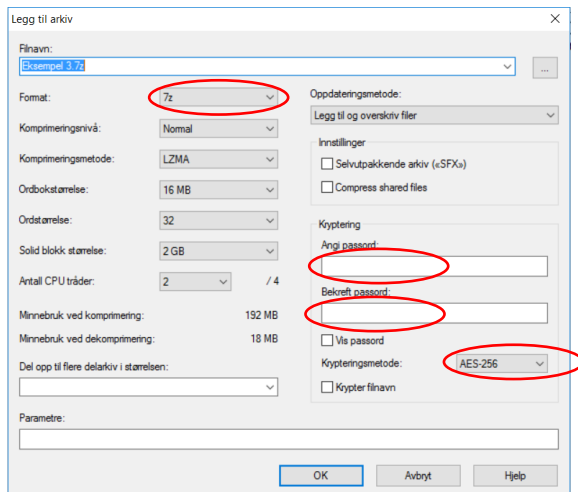 Legg til arkiv
Filnavn:
Eksempel 3.7z
...
Format:
7z
Komprimeringsnivå:
Normal
Komprimeringsmetode:
LZMA
Ordbokstørrelse:
16 MB
Ordstørrelse:
32
Solid blokk størrelse:
2 GB
Antall CPU tråder:
2
/ 4
Minnebruk ved komprimering:
192 MB
Minnebruk ved dekomprimering:
18 MB
Del opp til flere delarkiv i størrelsen:
Oppdateringsmetode:
Legg til og overskriv filer
Innstillinger
Selvutpakkende arkiv («SFX»)
Compress shared files
Kryptering
Angi passord:
Bekreft passord:
Vis passord
Krypteringsmetode:
AES-256
Krypter filnavn
Parametre:
OK
Avbryt
Hjelp